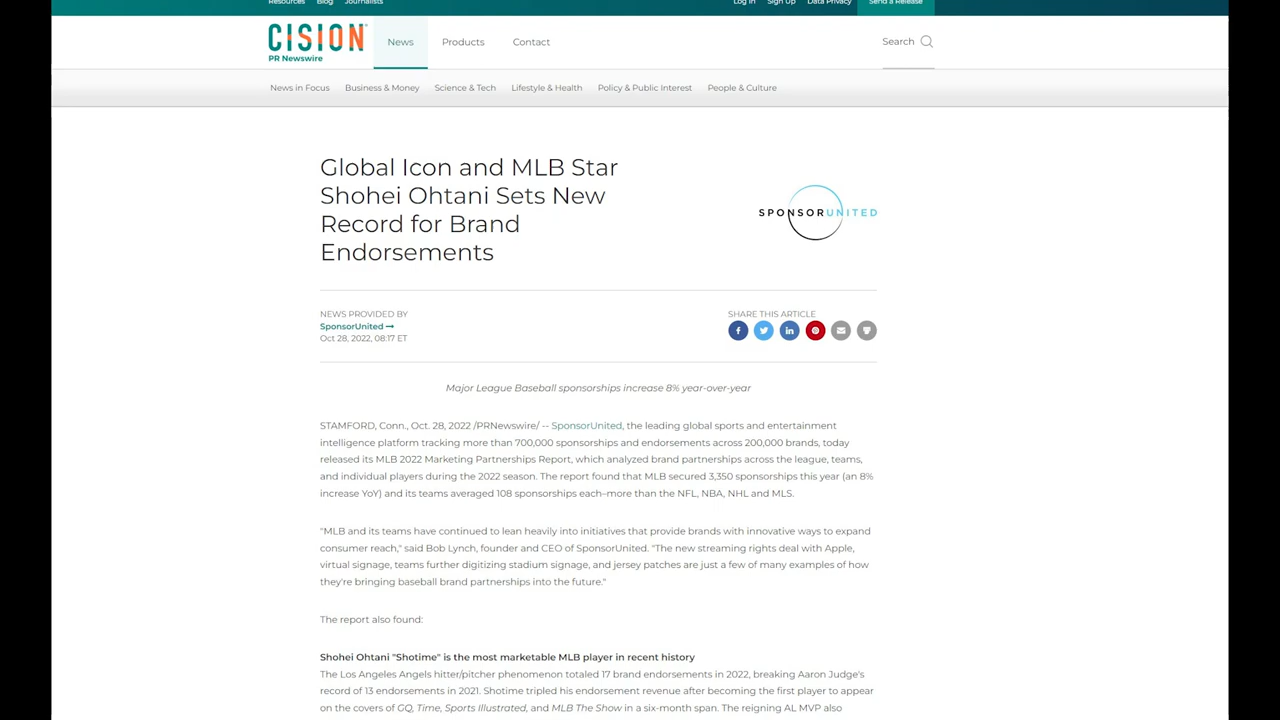 Resources Blog Journalists Log In Sign Up Data Privacy Send a Release
CISION
PR Newswire
News Products Contact Search
News in Focus Business & Money Science & Tech Lifestyle & Health Policy & Public Interest People & Culture
Global Icon and MLB Star
Shohei Ohtani Sets New
Record for Brand
Endorsements
SPONSORUNITED
NEWS PROVIDED BY
SponsorUnited
Oct 28, 2022, 08:17 ET
SHARE THIS ARTICLE
Major League Baseball sponsorships increase 8% year-over-year
STAMFORD, Conn., Oct. 28, 2022 /PRNewswire/ -- SponsorUnited, the leading global sports and entertainment
intelligence platform tracking more than 700,000 sponsorships and endorsements across 200,000 brands, today
released its MLB 2022 Marketing Partnerships Report, which analyzed brand partnerships across the league, teams,
and individual players during the 2022 season. The report found that MLB secured 3,350 sponsorships this year (an 8%
increase YoY) and its teams averaged 108 sponsorships each–more than the NFL, NBA, NHL and MLS.
"MLB and its teams have continued to lean heavily into initiatives that provide brands with innovative ways to expand
consumer reach," said Bob Lynch, founder and CEO of SponsorUnited. "The new streaming rights deal with Apple,
virtual signage, teams further digitizing stadium signage, and jersey patches are just a few of many examples of how
they're bringing baseball brand partnerships into the future."
The report also found:
Shohei Ohtani "Shotime" is the most marketable MLB player in recent history
The Los Angeles Angels hitter/pitcher phenomenon totaled 17 brand endorsements in 2022, breaking Aaron Judge's
record of 13 endorsements in 2021. Shotime tripled his endorsement revenue after becoming the first player to appear
on the covers of GQ, Time, Sports Illustrated, and MLB The Show in a six-month span. The reigning AL MVP also